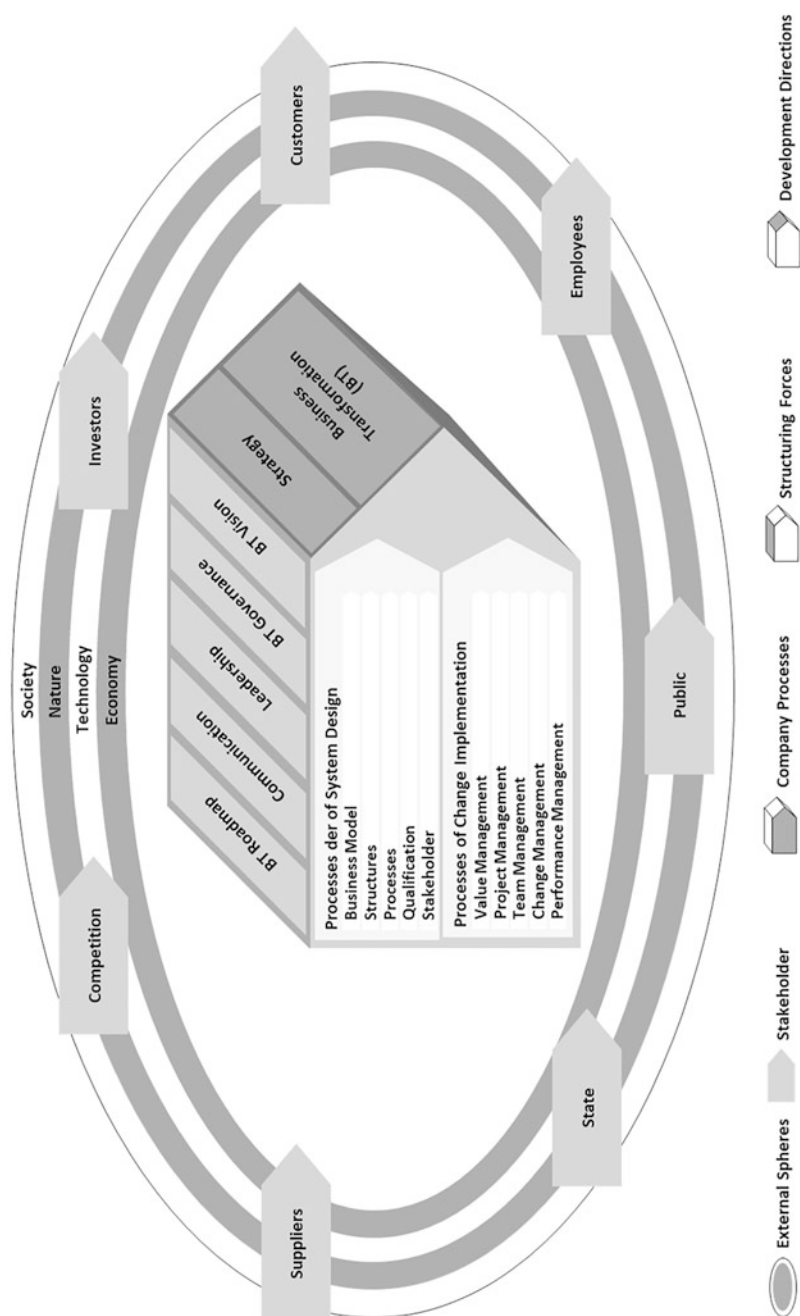 Society
Nature
Technology
Economy
Competition
Investors
Suppliers
Customers
BT Roadmap
Communication
Leadership
BT Governance
BT Vision
Strategy
Business
Transformation
(BT)
Processes der of System Design
Business Model
Structures
Processes
Qualification
Stakeholder
Processes of Change Implementation
Value Management
Project Management
Team Management
Change Management
Performance Management
State
Public
Employees
External Spheres
Stakeholder
Company Processes
Structuring Forces
Development Directions